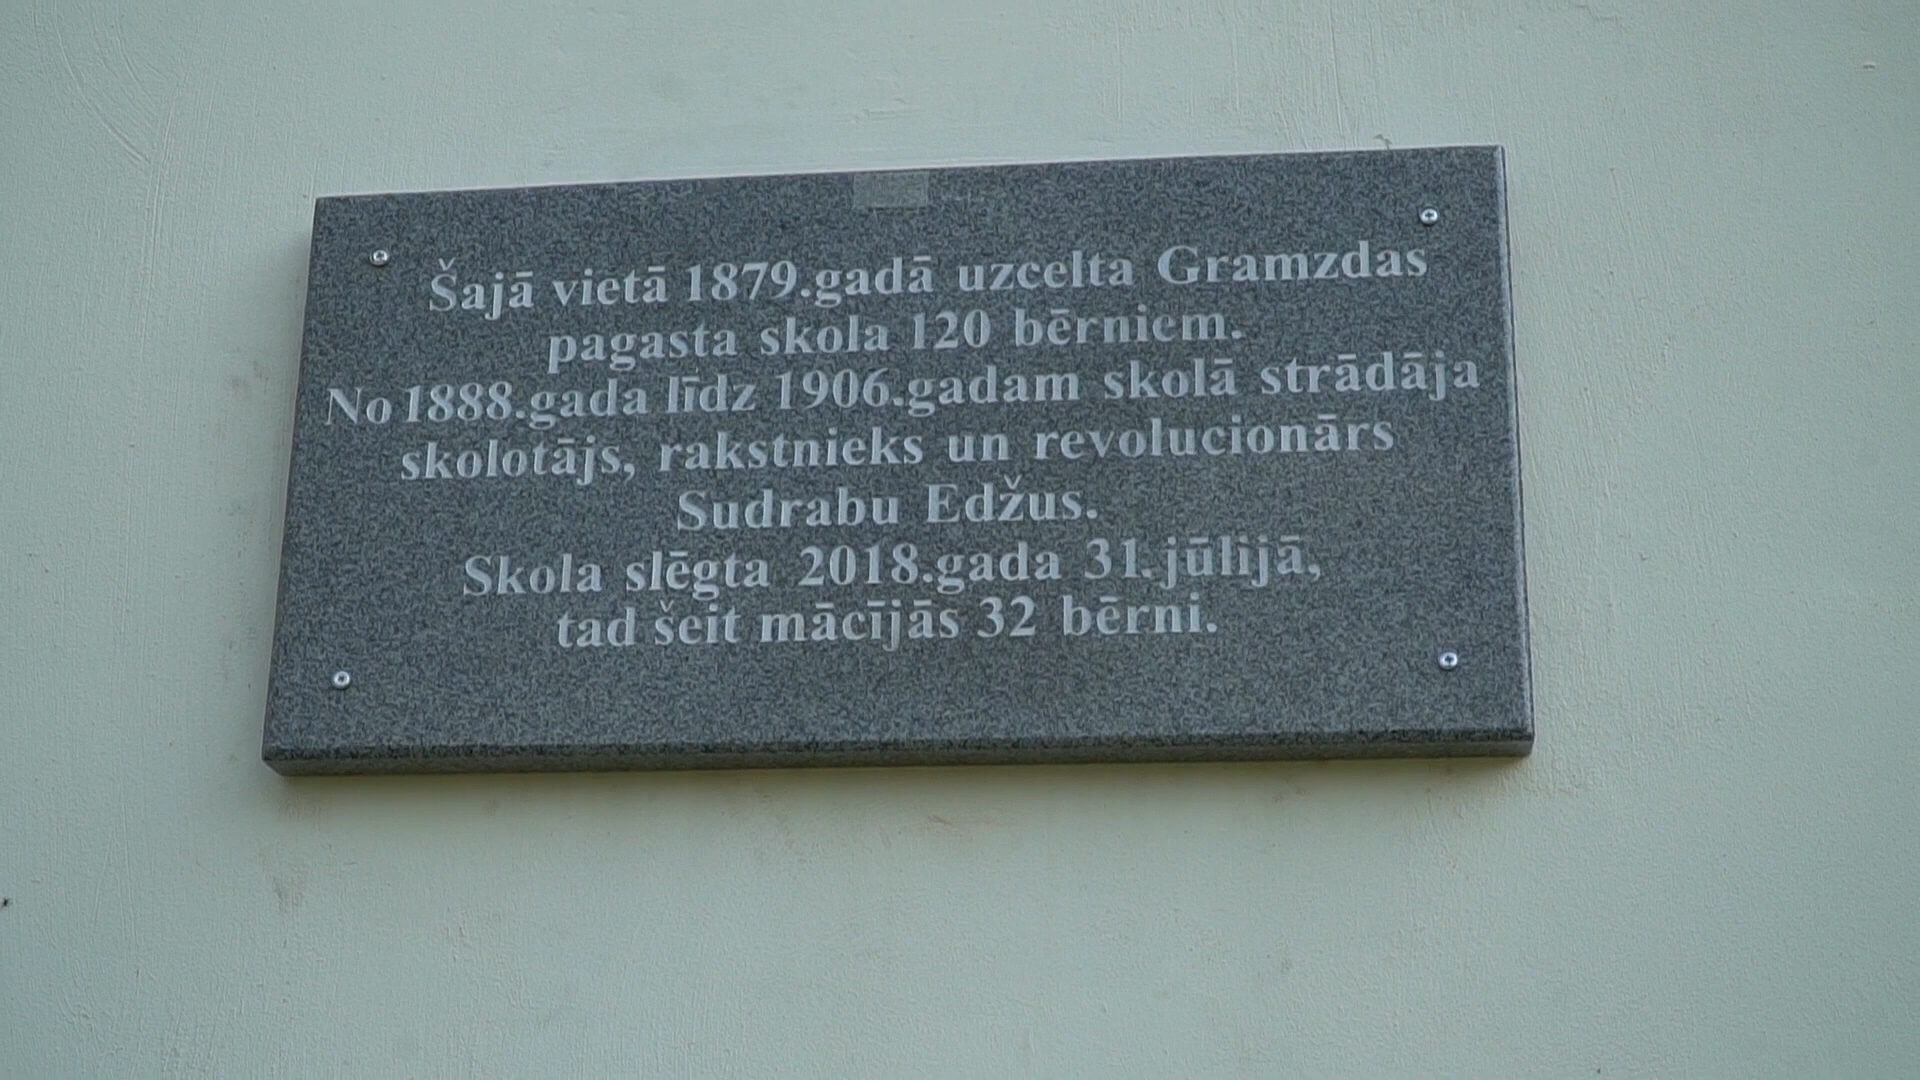 Šajā vietā 1879.gadā uzcelta Gramzdas
pagasta skola 120 bērniem.
No 1888.gada līdz 1906.gadam skolā strādāja
skolotājs, rakstnieks un revolucionārs
Sudrabu Edžus.
Skola slēgta 2018.gada 31.jūlijā,
tad šeit mācījās 32 bērni.